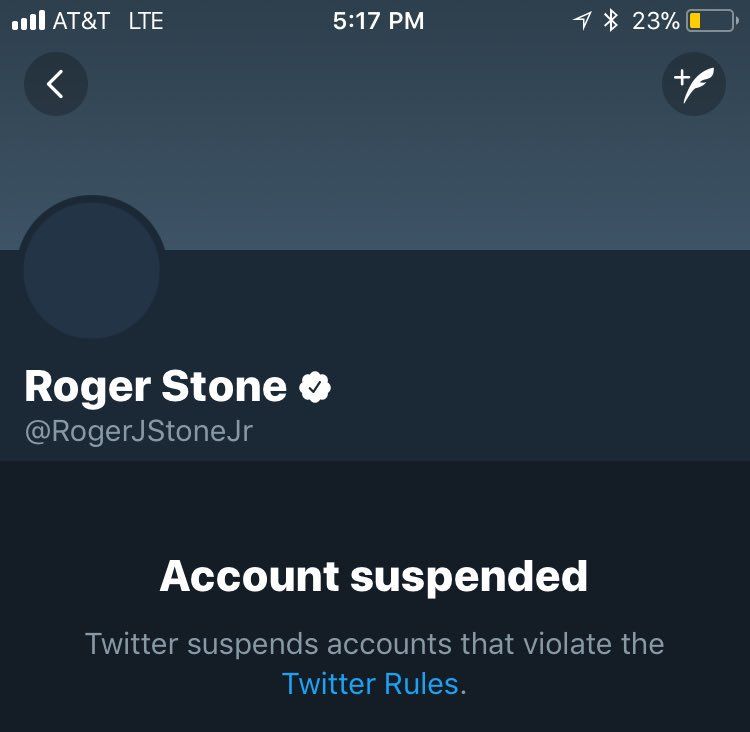 AT&T LTE 5:17 PM 23%
Roger Stone
@RogerJStoneJr
Account suspended
Twitter suspends accounts that violate the
Twitter Rules.